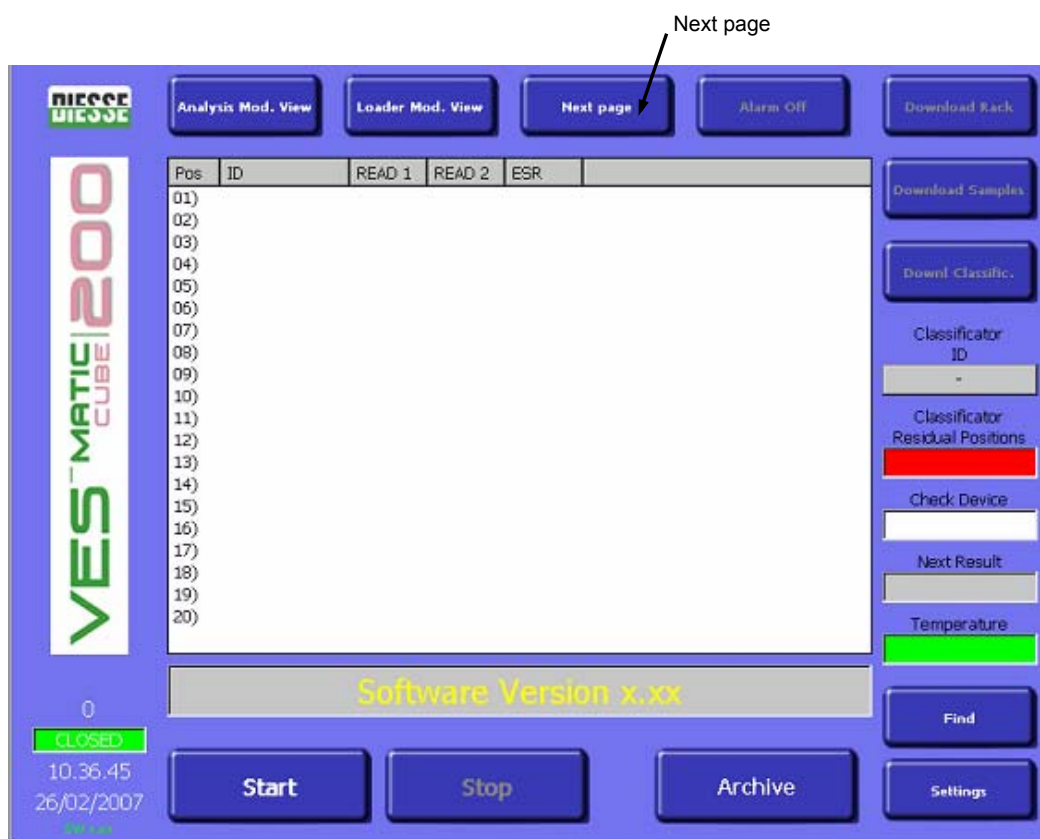 Next page
DIESSE
Analysis Mod. View
Loader Mod. View
Next page
Alarm Off
Download Rack
VES-MATIC CUBE 200
Pos ID READ 1 READ 2 ESR
01)
02)
03)
04)
05)
06)
07)
08)
09)
10)
11)
12)
13)
14)
15)
16)
17)
18)
19)
20)
Download Samples
Downl Classific.
Classificator
ID
-
Classificator
Residual Positions
Check Device
Next Result
Temperature
Software Version x.xx
0
CLOSED
10.36.45
26/02/2007
Start
Stop
Archive
Find
Settings